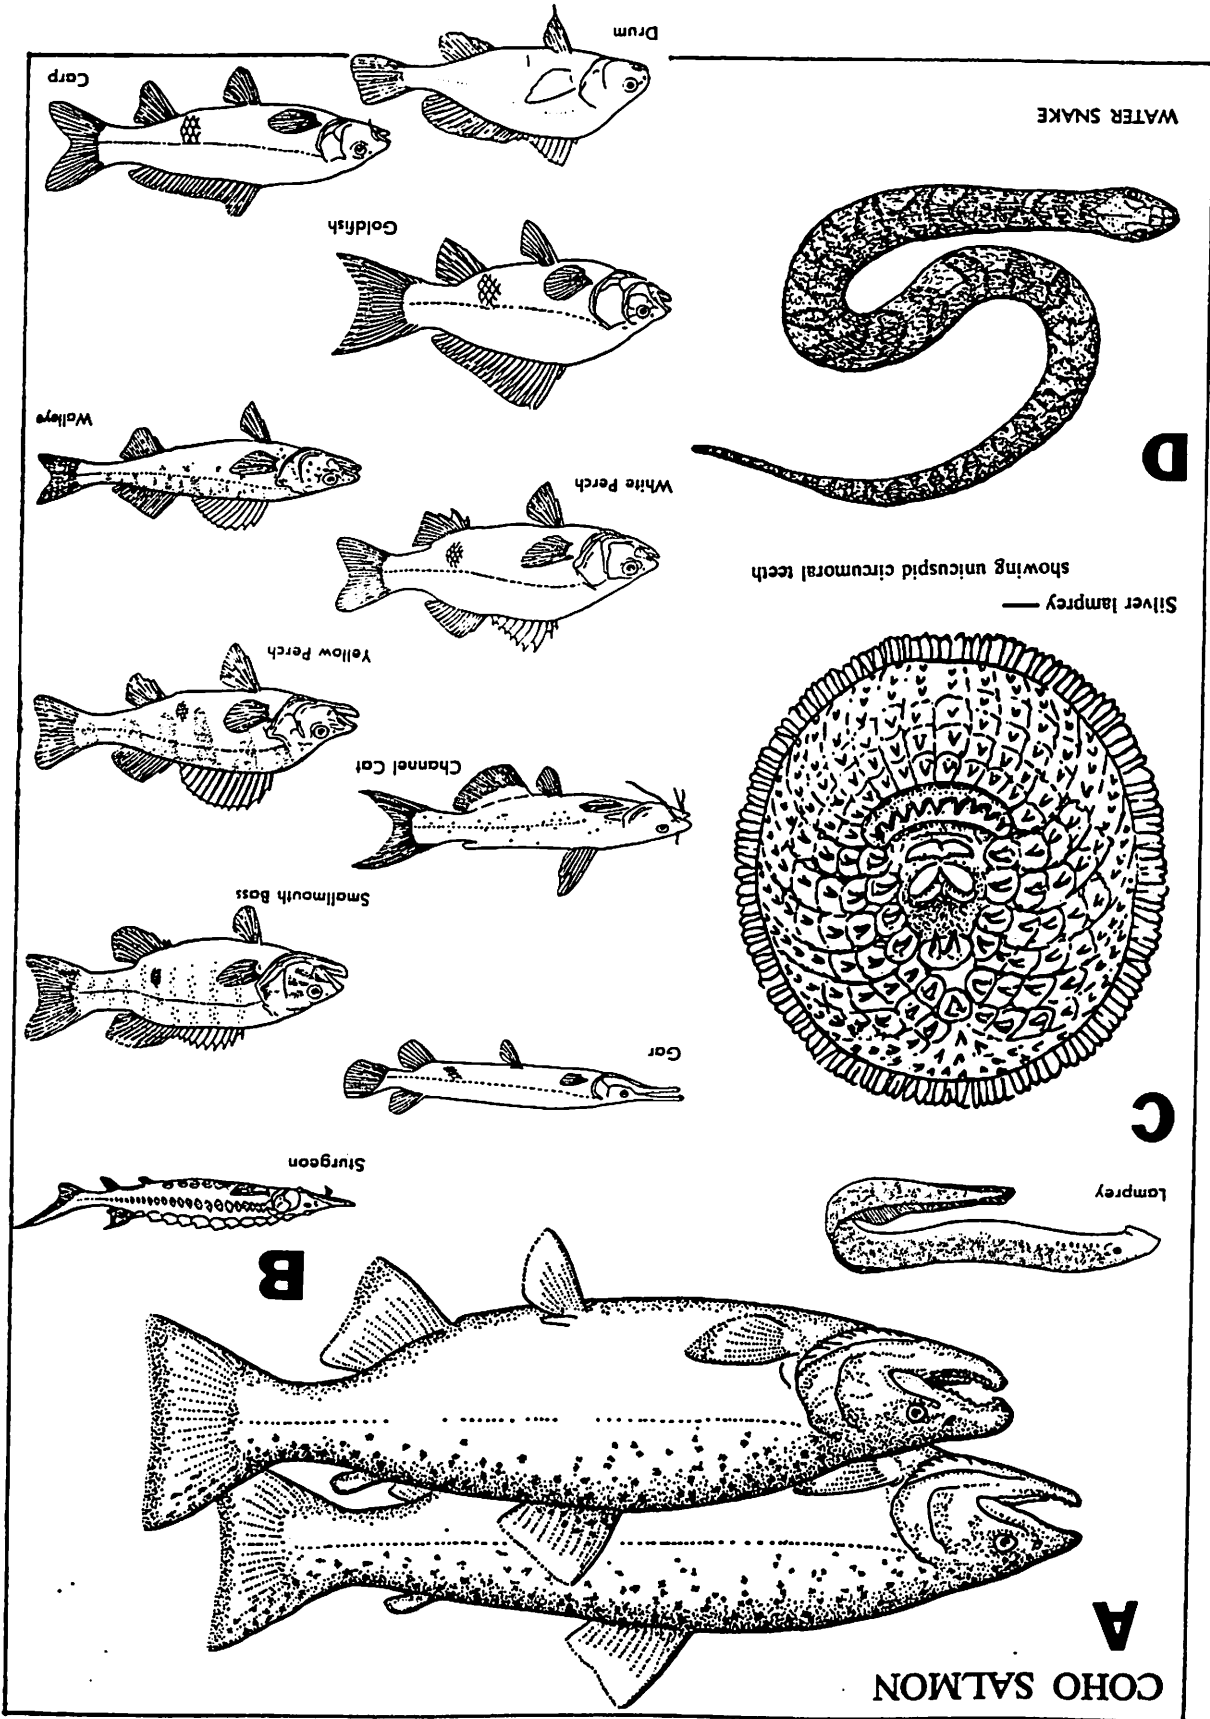 COHO SALMON
A
Lamprey
B
Sturgeon
C
Gar
Smallmouth Bass
Channel Cat
Yellow Perch
Silver lamprey —
showing unicuspid circumoral teeth
White Perch
D
Walleye
Goldfish
WATER SNAKE
Carp
Drum